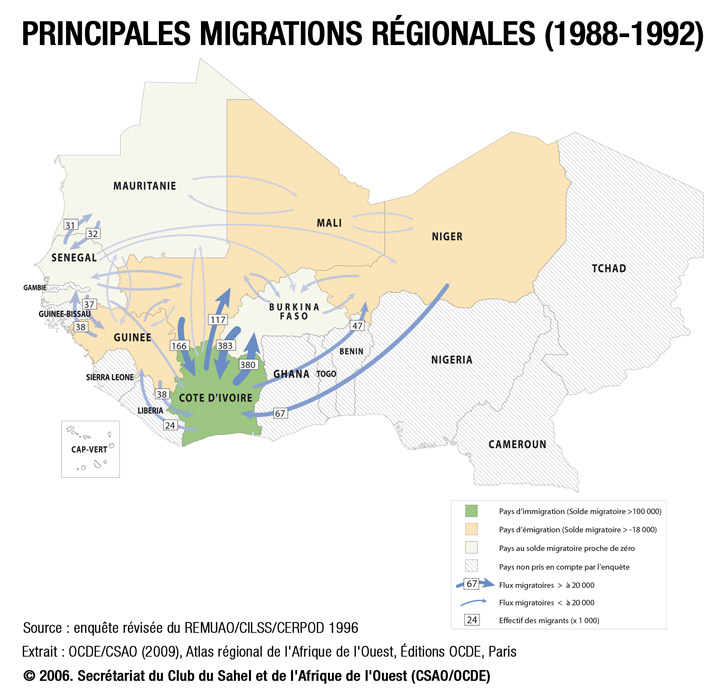 PRINCIPALES MIGRATIONS RÉGIONALES (1988-1992)
MAURITANIE
MALI
NIGER
TCHAD
31
32
SENEGAL
GAMBIE
GUINEE-BISSAU
37
38
GUINEE
BURKINA
FASO
117
47
166
383
380
SIERRA LEONE
GHANA
TOGO
BENIN
NIGERIA
COTE D'IVOIRE
38
LIBERIA
24
67
CAP-VERT
CAMEROUN
Pays d'immigration (Solde migratoire >100 000)
Pays d'émigration (Solde migratoire > -18 000)
Pays au solde migratoire proche de zéro
Pays non pris en compte par l'enquête
67 Flux migratoires > à 20 000
Flux migratoires < à 20 000
24 Effectif des migrants (x 1 000)
Source : enquête révisée du REMUAO/CILSS/CERPOD 1996
Extrait : OCDE/CSAO (2009), Atlas régional de l'Afrique de l'Ouest, Éditions OCDE, Paris
© 2006. Secrétariat du Club du Sahel et de l'Afrique de l'Ouest (CSAO/OCDE)